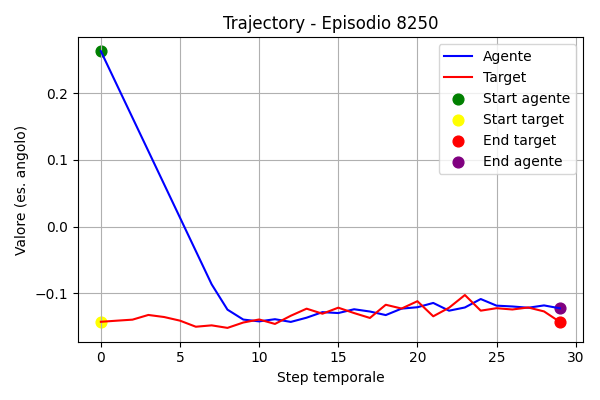 Trajectory - Episodio 8250
Agente
Target
Start agente
Start target
End target
End agente
Valore (es. angolo)
0.2
0.1
0.0
−0.1
0
5
10
15
20
25
30
Step temporale